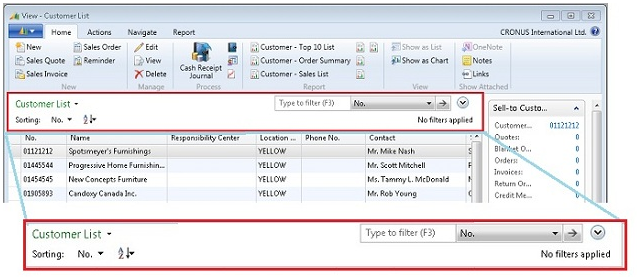 View - Customer List
Home Actions Navigate Report CRONUS International Ltd.
New Sales Order Edit Customer - Top 10 List Show as List OneNote
Sales Quote Reminder View Cash Receipt Customer - Order Summary Show as Chart Notes
Sales Invoice Delete Journal Customer - Sales List Links
New Manage Process Report View Show Attached
Customer List Type to filter (F3) No. Sell-to Custo...
Sorting: No. No filters applied Customer... 01121212
No. Name Responsibility Center Location ... Phone No. Contact Quotes: 0
01121212 Spotsmeyer's Furnishings YELLOW Mr. Mike Nash Blanket O... 0
01445544 Progressive Home Furnishin... YELLOW Mr. Scott Mitchell Orders: 0
01454545 New Concepts Furniture YELLOW Ms. Tammy L. McDonald Invoices: 0
01905893 Candoxy Canada Inc. YELLOW Mr. Rob Young Return Or... 0
Credit Me... 0
Customer List Type to filter (F3) No.
Sorting: No. No filters applied